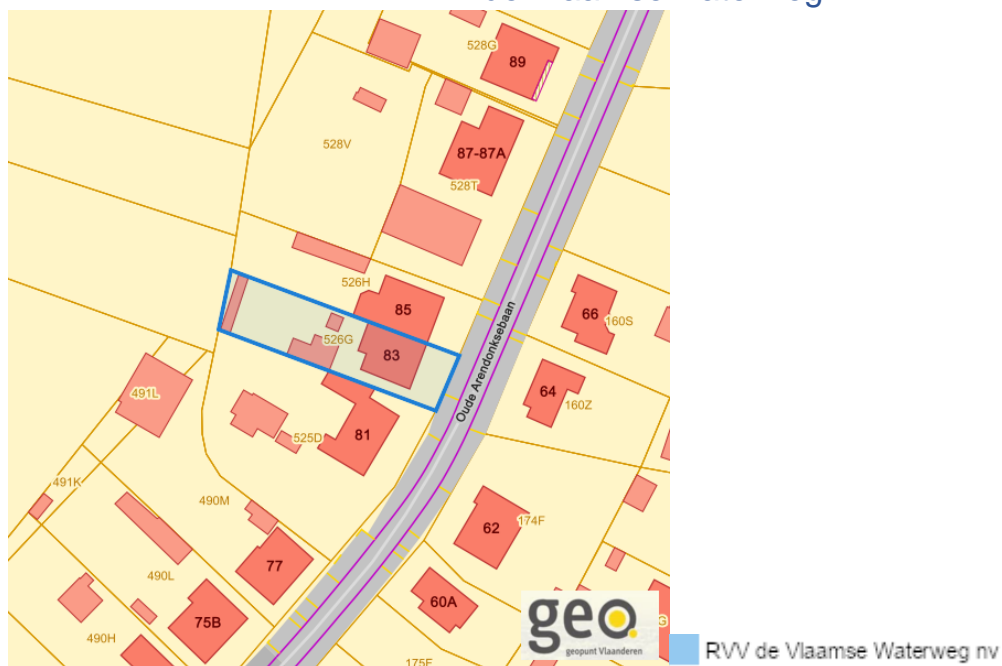 528G
89
528V
87-87A
528T
526H
85
66
160S
526G
83
Oude Arendonksebaan
64
160Z
491L
81
525D
491K
490M
62
174F
77
490L
60A
75B
490H
175F
geo.
geopunt Vlaanderen
G
RVV de Vlaamse Waterweg nv